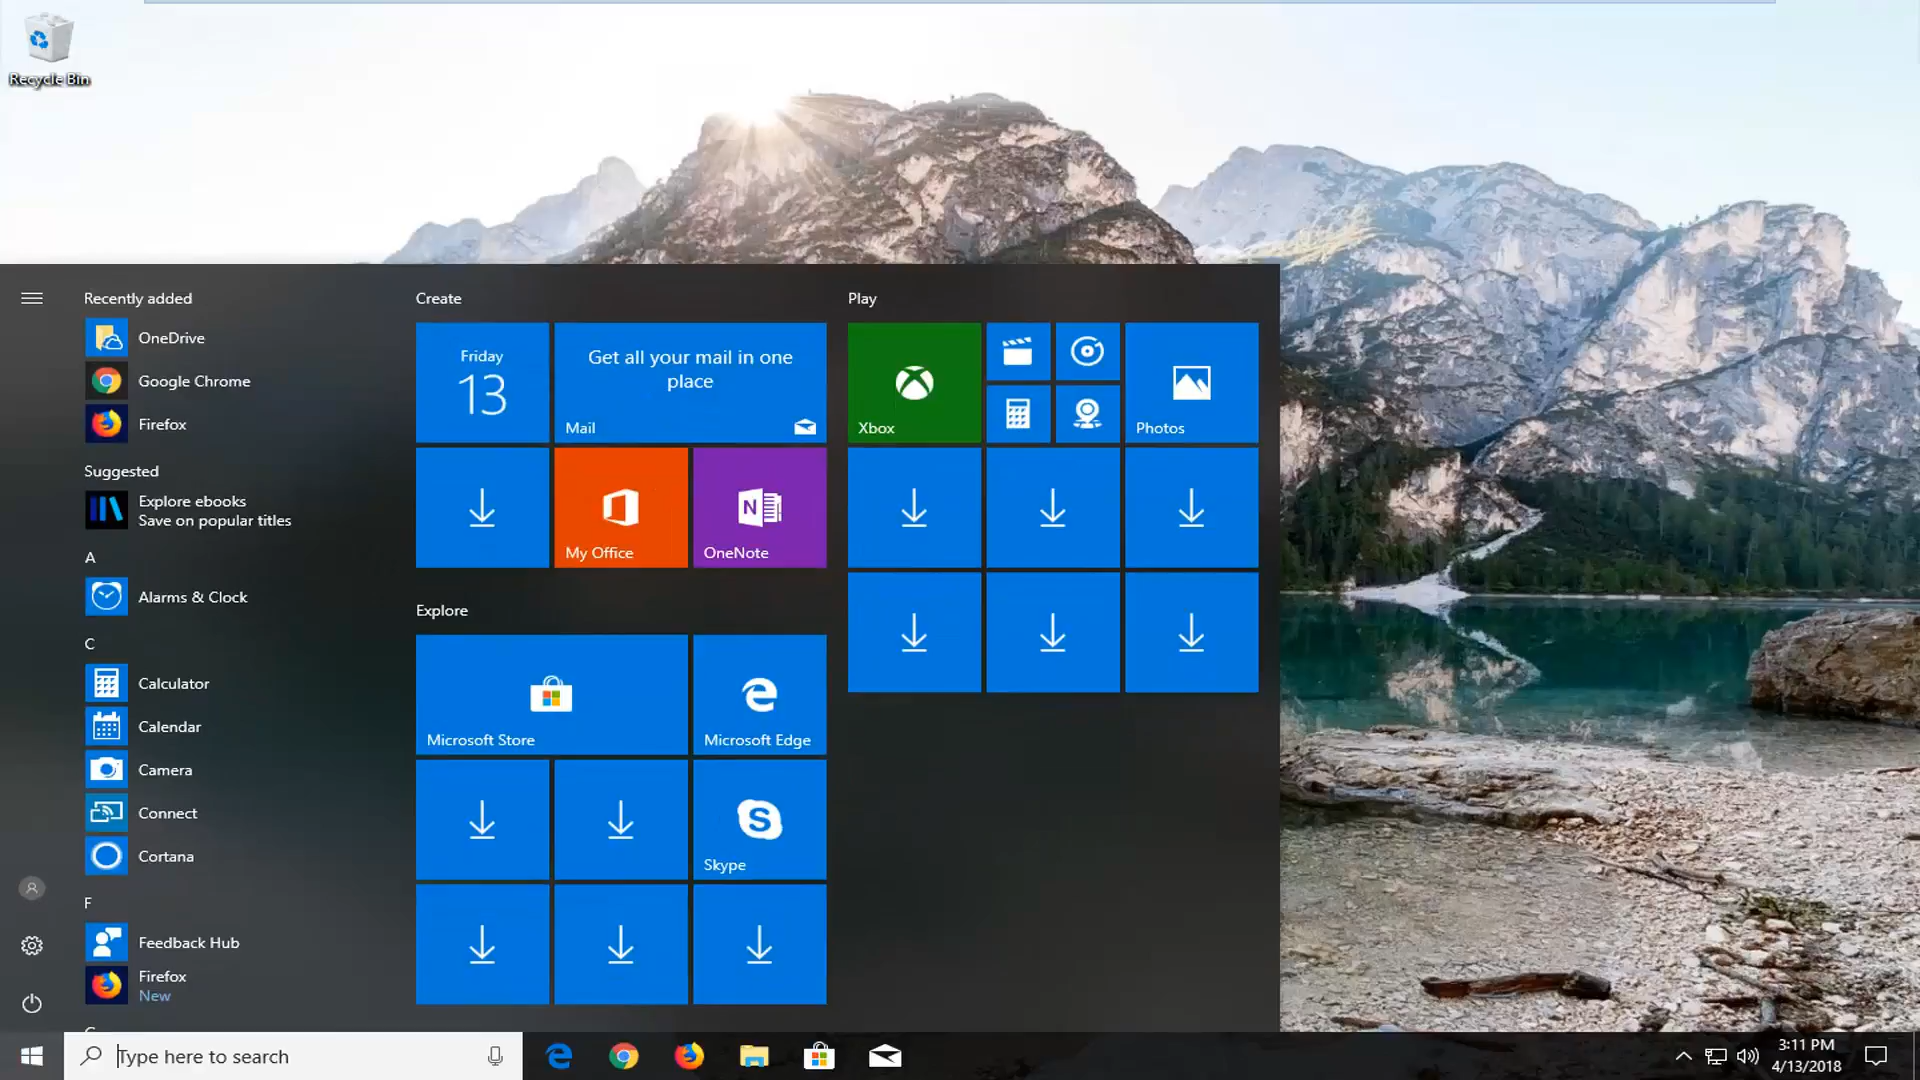 Recycle Bin
Recently added
OneDrive
Google Chrome
Firefox
Suggested
Explore ebooks
Save on popular titles
A
Alarms & Clock
C
Calculator
Calendar
Camera
Connect
Cortana
F
Feedback Hub
Firefox
New
Create
Friday
13
Get all your mail in one
place
Mail
My Office
N
OneNote
Explore
Microsoft Store
Microsoft Edge
S
Skype
Play
Xbox
Photos
Type here to search
3:11 PM
4/13/2018